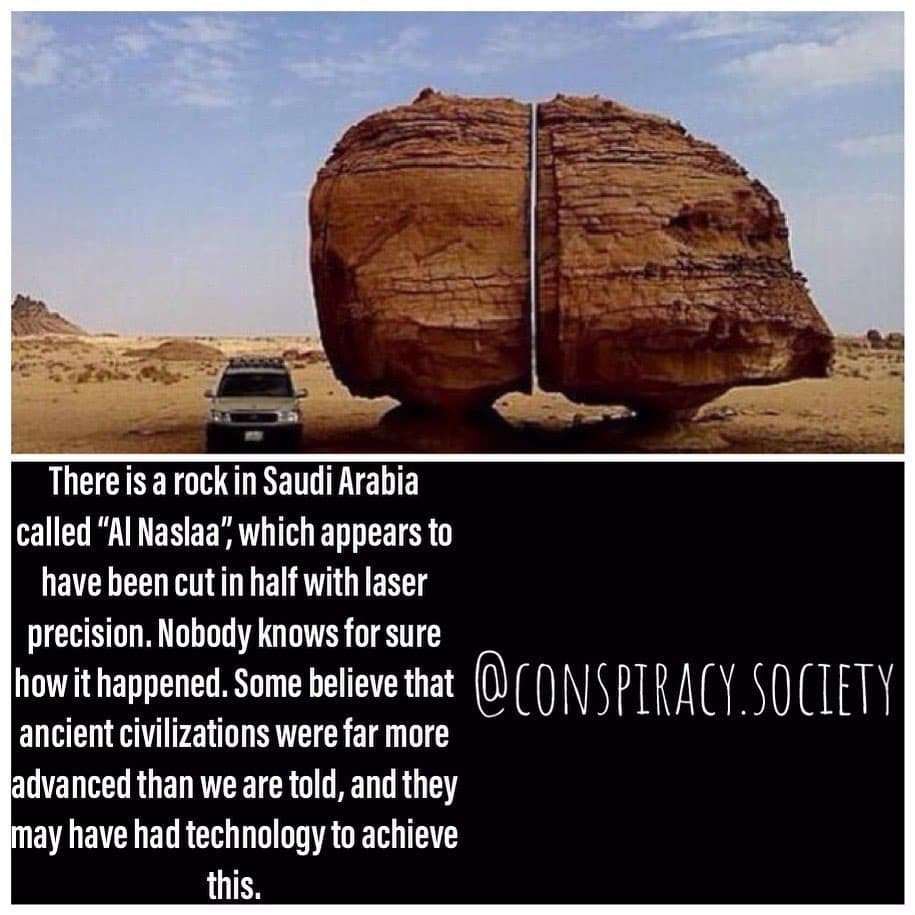 There is a rock in Saudi Arabia
called “Al Naslaa”, which appears to
have been cut in half with laser
precision. Nobody knows for sure
how it happened. Some believe that
ancient civilizations were far more
advanced than we are told, and they
may have had technology to achieve
this.
@CONSPIRACY.SOCIETY